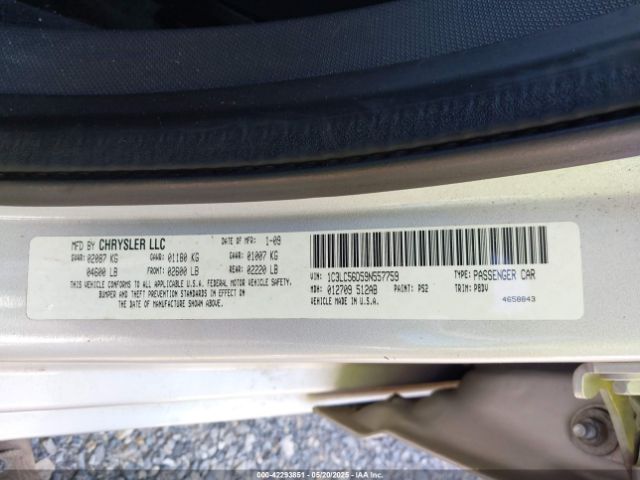 MFD BY CHRYSLER LLC DATE OF MFR: 1-09
GVWR: 02087 KG GAWR: 01180 KG GAWR: 01007 KG
04600 LB FRONT: 02600 LB REAR: 02220 LB
THIS VEHICLE CONFORMS TO ALL APPLICABLE FEDERAL MOTOR VEHICLE SAFETY,
BUMPER AND THEFT PREVENTION STANDARDS IN EFFECT ON
THE DATE OF MANUFACTURE SHOWN ABOVE.
VIN: 1C3LC56D59N557759 TYPE: PASSENGER CAR
MDH: 012709 512AB PAINT: PS2 TRIM: P8DV
VEHICLE MADE IN U.S.A. 4658843
000-42293851 | 05/20/2025 | IAA HOLDINGS, LLC